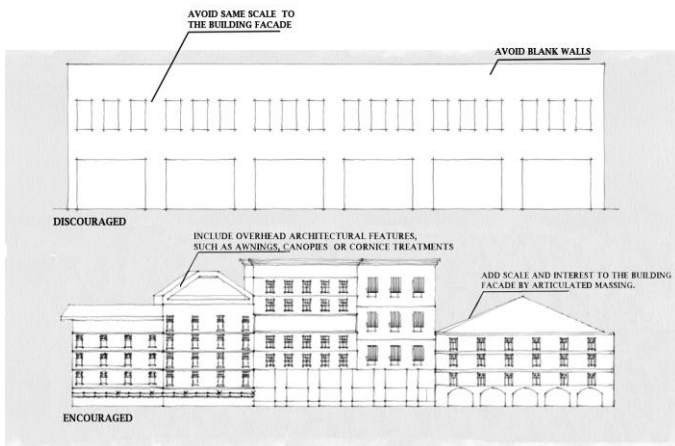 AVOID SAME SCALE TO
THE BUILDING FACADE
AVOID BLANK WALLS
DISCOURAGED
INCLUDE OVERHEAD ARCHITECTURAL FEATURES,
SUCH AS AWNINGS, CANOPIES OR CORNICE TREATMENTS
ADD SCALE AND INTEREST TO THE BUILDING
FACADE BY ARTICULATED MASSING.
ENCOURAGED